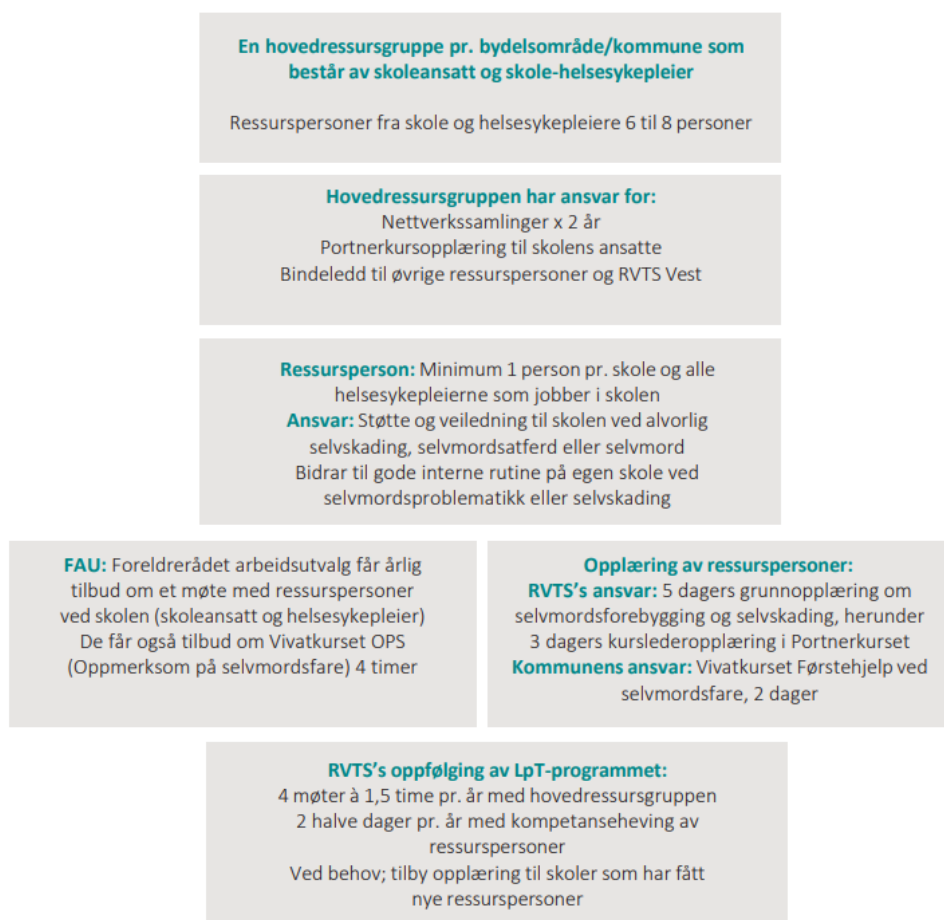 En hovedressursgruppe pr. bydelsområde/kommune som
består av skoleansatt og skole-helsesykepleier
Ressurspersoner fra skole og helsesykepleiere 6 til 8 personer
Hovedressursgruppen har ansvar for:
Nettverkssamlinger x 2 år
Portnerkursopplæring til skolens ansatte
Bindeledd til øvrige ressurspersoner og RVTS Vest
Ressursperson: Minimum 1 person pr. skole og alle
helsesykepleierne som jobber i skolen
Ansvar: Støtte og veiledning til skolen ved alvorlig
selvskading, selvmordsatferd eller selvmord
Bidrar til gode interne rutine på egen skole ved
selvmordsproblematikk eller selvskading
FAU: Foreldrerådet arbeidsutvalg får årlig
tilbud om et møte med ressurspersoner
ved skolen (skoleansatt og helsesykepleier)
De får også tilbud om Vivatkurset OPS
(Oppmerksom på selvmordsfare) 4 timer
Opplæring av ressurspersoner:
RVTS's ansvar: 5 dagers grunnopplæring om
selvmordsforebygging og selvskading, herunder
3 dagers kurslederopplæring i Portnerkurset
Kommunens ansvar: Vivatkurset Førstehjelp ved
selvmordsfare, 2 dager
RVTS's oppfølging av LpT-programmet:
4 møter à 1,5 time pr. år med hovedressursgruppen
2 halve dager pr. år med kompetanseheving av
ressurspersoner
Ved behov; tilby opplæring til skoler som har fått
nye ressurspersoner